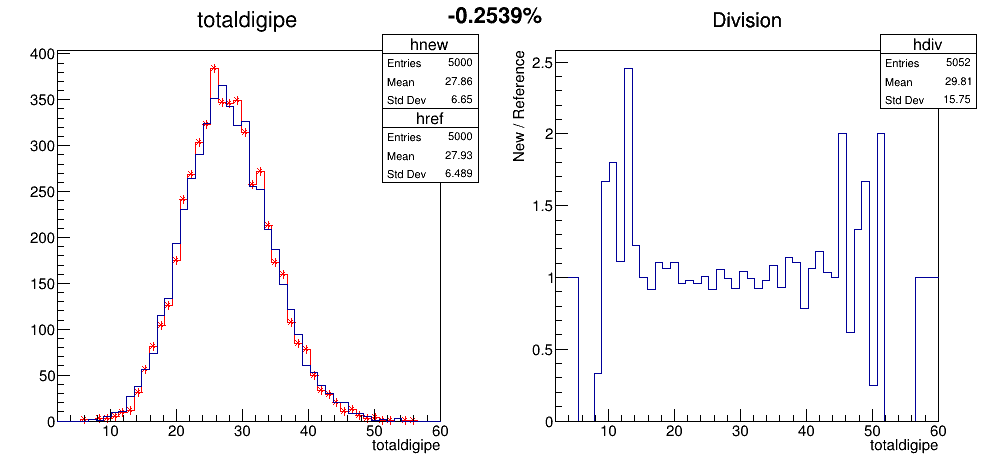 totaldigipe
-0.2539%
Division
hnew
Entries 5000
Mean 27.86
Std Dev 6.65
href
Entries 5000
Mean 27.93
Std Dev 6.489
400
350
300
250
200
150
100
50
0
10 20 30 40 50 60
totaldigipe
hdiv
Entries 5052
Mean 29.81
Std Dev 15.75
New / Reference
2.5
2
1.5
1
0.5
0
10 20 30 40 50 60
totaldigipe